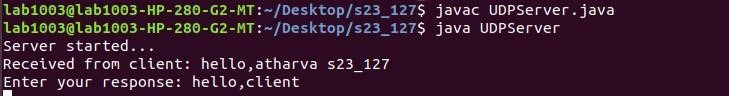 lab1003@lab1003-HP-280-G2-MT:~/Desktop/s23_127$ javac UDPServer.java
lab1003@lab1003-HP-280-G2-MT:~/Desktop/s23_127$ java UDPServer
Server started...
Received from client: hello,atharva s23_127
Enter your response: hello,client